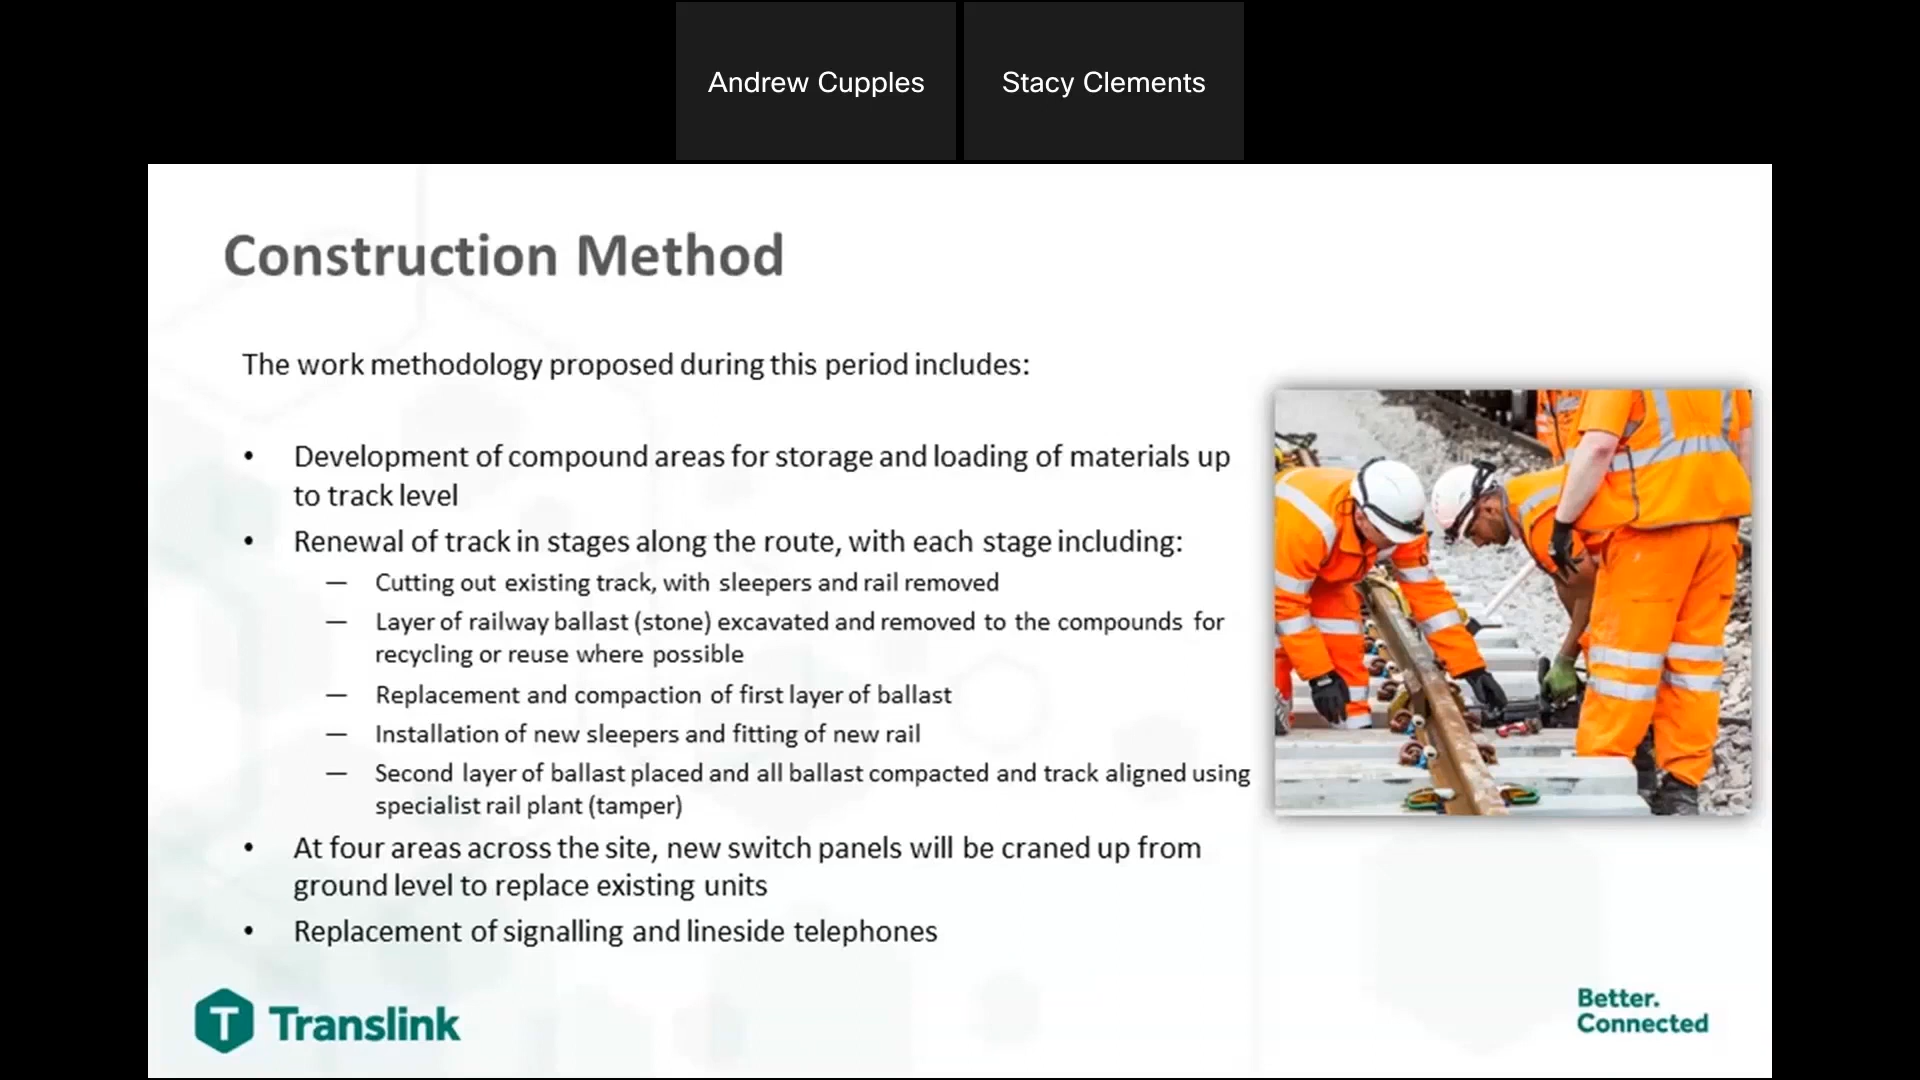 Andrew Cupples
Stacy Clements
Construction Method
The work methodology proposed during this period includes:
• Development of compound areas for storage and loading of materials up
to track level
• Renewal of track in stages along the route, with each stage including:
— Cutting out existing track, with sleepers and rail removed
— Layer of railway ballast (stone) excavated and removed to the compounds for
recycling or reuse where possible
— Replacement and compaction of first layer of ballast
— Installation of new sleepers and fitting of new rail
— Second layer of ballast placed and all ballast compacted and track aligned using
specialist rail plant (tamper)
• At four areas across the site, new switch panels will be craned up from
ground level to replace existing units
• Replacement of signalling and lineside telephones
T Translink
Better.
Connected